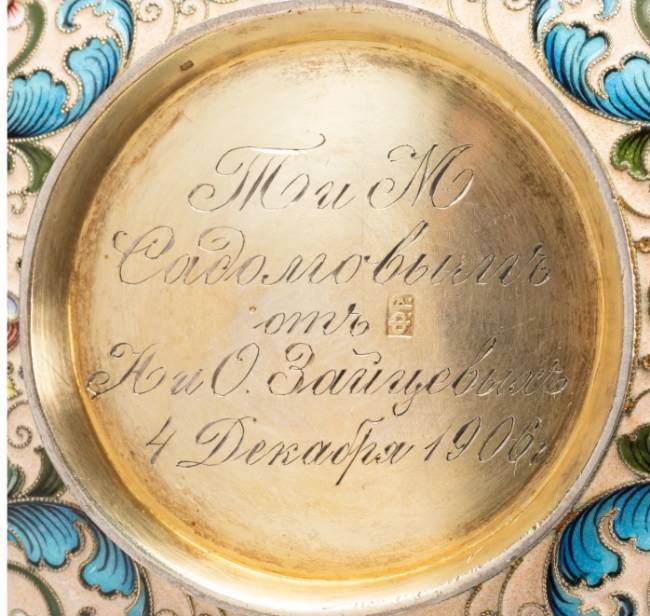 Т и М
Садомовымъ
отъ
Н и О. Зайцевыхъ
4 Декабря 1906 г.